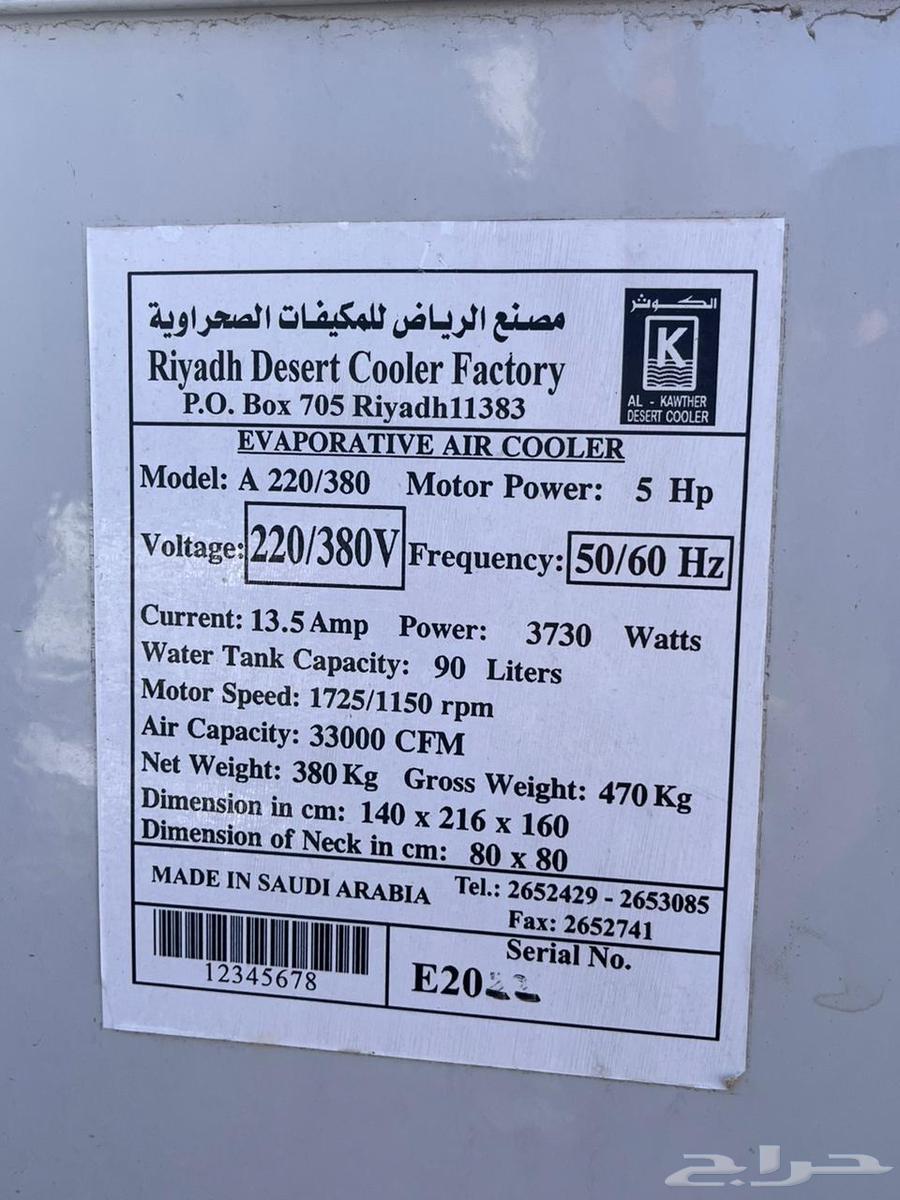 مصنع الرياض للمكيفات الصحراوية
Riyadh Desert Cooler Factory
P.O. Box 705 Riyadh11383
الكوثر
K
AL - KAWTHER
DESERT COOLER
EVAPORATIVE AIR COOLER
Model: A 220/380 Motor Power: 5 Hp
Voltage: 220/380V Frequency: 50/60 Hz
Current: 13.5 Amp Power: 3730 Watts
Water Tank Capacity: 90 Liters
Motor Speed: 1725/1150 rpm
Air Capacity: 33000 CFM
Net Weight: 380 Kg Gross Weight: 470 Kg
Dimension in cm: 140 x 216 x 160
Dimension of Neck in cm: 80 x 80
MADE IN SAUDI ARABIA
Tel.: 2652429 - 2653085
Fax: 2652741
12345678
Serial No.
E20
حراج